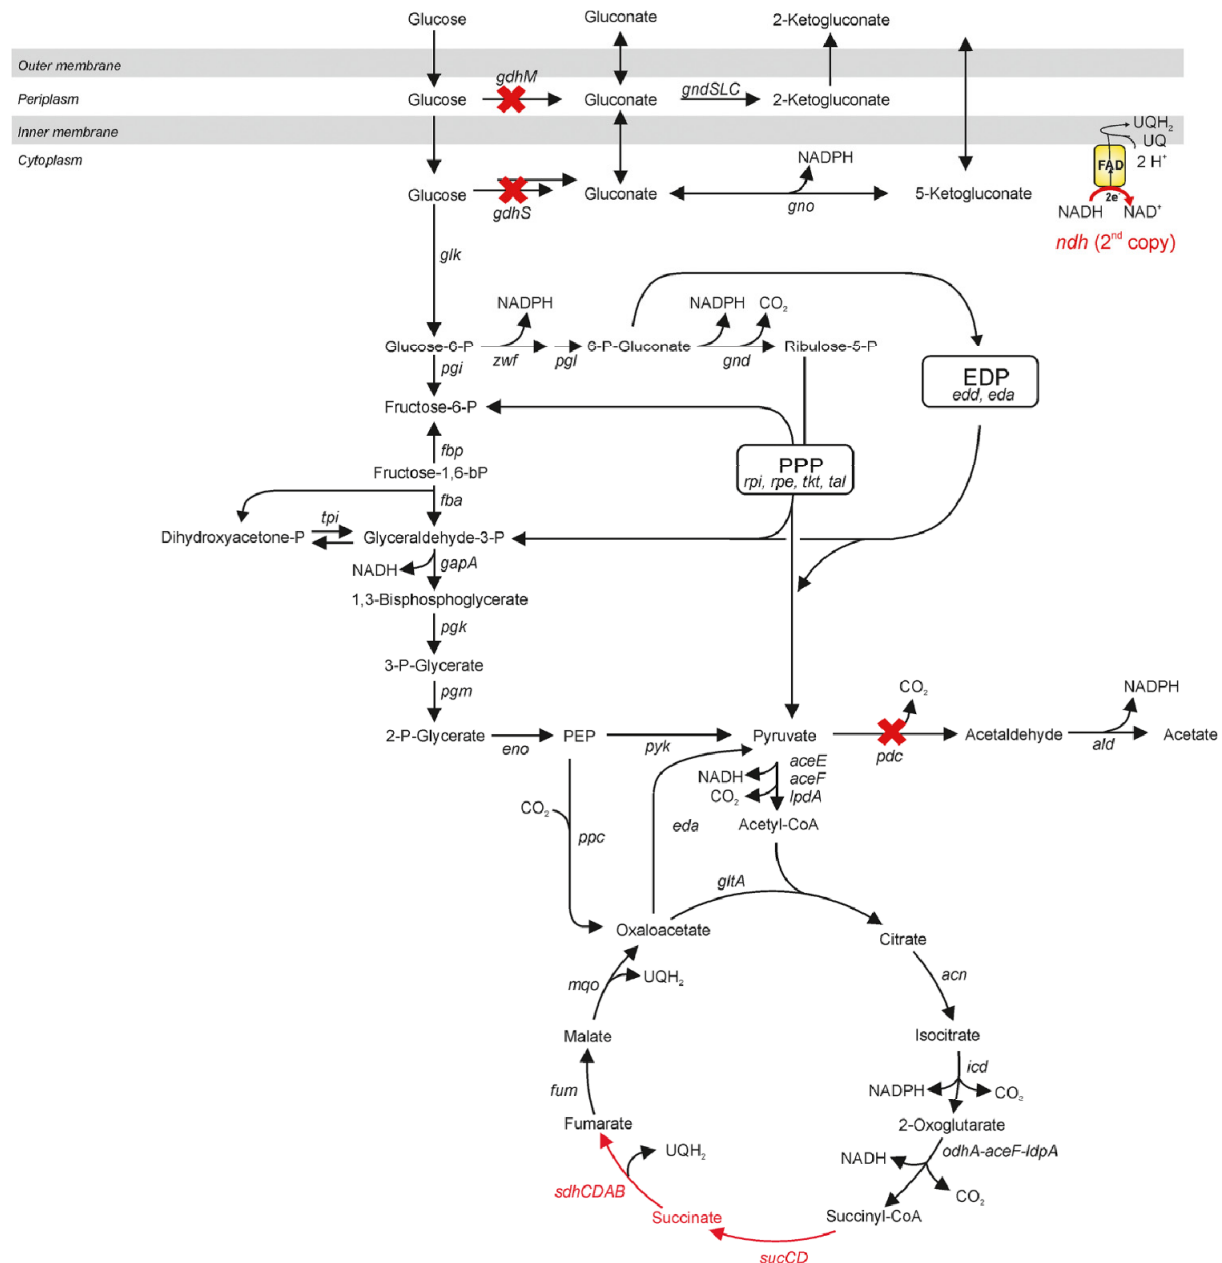 Glucose
Gluconate
2-Ketogluconate
Outer membrane
gdhM
gndSLC
Periplasm
Glucose
Gluconate
2-Ketogluconate
UQH₂
Inner membrane
UQ
Cytoplasm
NADPH
FAD
2
2 H⁺
Glucose
Gluconate
5-Ketogluconate
2e
gdhS
gno
NADH
NAD⁺
ndh (2nd copy)
glk
NADPH
NADPH
CO₂
Glucose-6-P
6-P-Gluconate
Ribulose-5-P
zwf
pgl
gnd
pgi
EDP
edd, eda
Fructose-6-P
fbp
PPP
Fructose-1,6-bP
rpi, rpe, tkt, tal
fba
tpi
Dihydroxyacetone-P
Glyceraldehyde-3-P
NADH
gapA
1,3-Bisphosphoglycerate
pgk
3-P-Glycerate
pgm
CO₂
NADPH
2-P-Glycerate
PEP
Pyruvate
Acetaldehyde
Acetate
eno
pyk
pdc
ald
aceE
NADH
aceF
CO₂
lpdA
CO₂
Acetyl-CoA
ppc
eda
gltA
Oxaloacetate
Citrate
mqo
UQH₂
acn
Malate
Isocitrate
icd
fum
NADPH
CO₂
Fumarate
2-Oxoglutarate
UQH₂
odhA-aceF-ldpA
NADH
sdhCDAB
CO₂
Succinate
Succinyl-CoA
sucCD